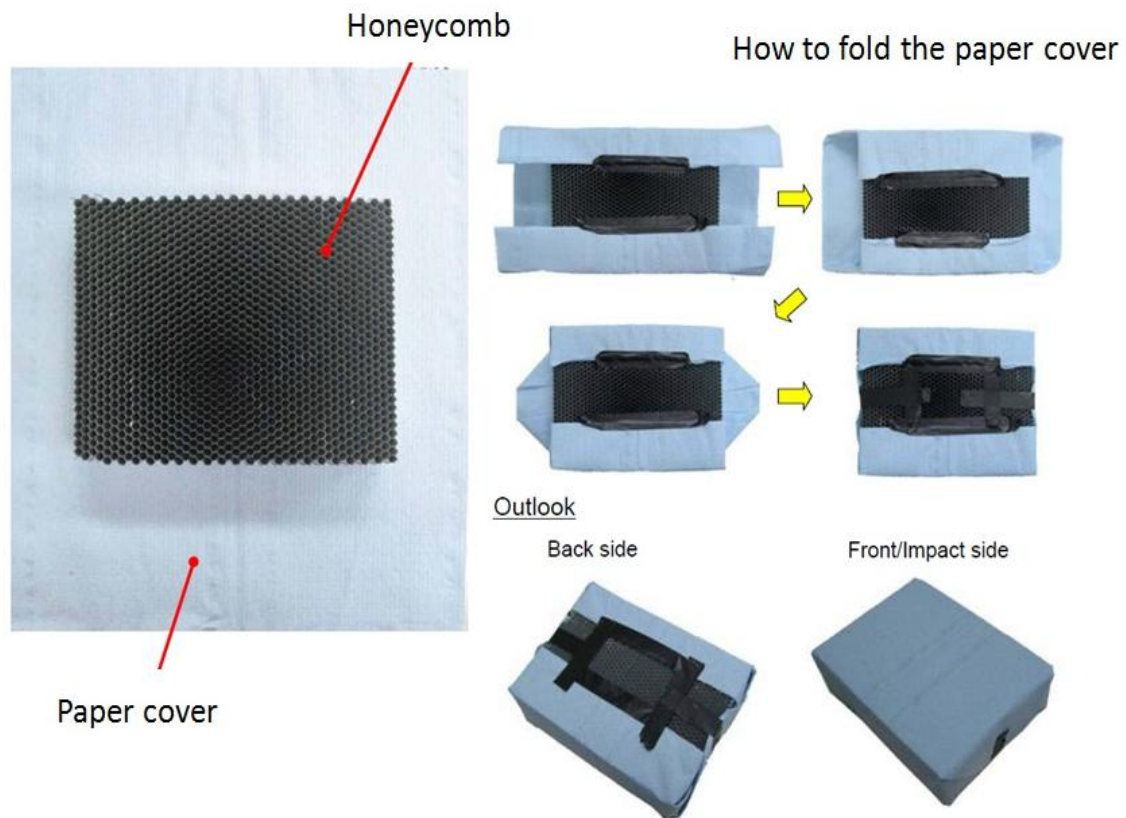 Honeycomb
How to fold the paper cover
Outlook
Back side
Front/Impact side
Paper cover